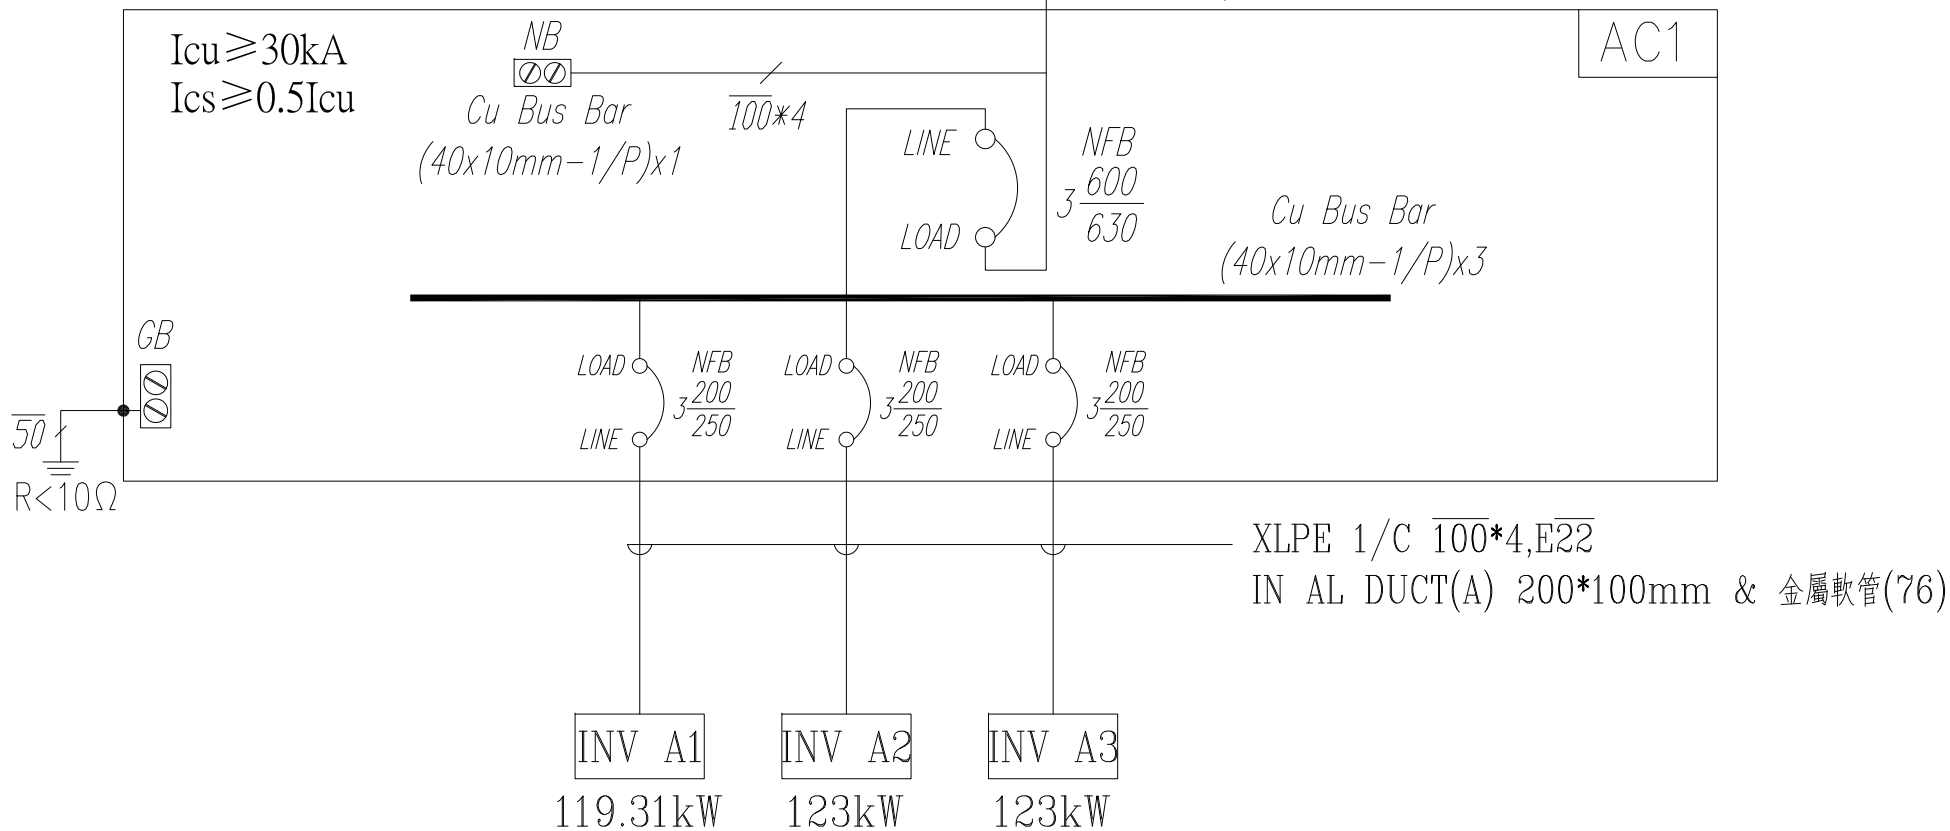 Icu≥30kA
Ics≥0.5Icu
NB
Cu Bus Bar
(40x10mm-1/P)x1
100*4
AC1
LINE
LOAD
NFB
3 600
630
Cu Bus Bar
(40x10mm-1/P)x3
GB
50
R<10Ω
LOAD
LINE
NFB
3 200
250
LOAD
LINE
NFB
3 200
250
LOAD
LINE
NFB
3 200
250
XLPE 1/C 100*4,E22
IN AL DUCT(A) 200*100mm & 金屬軟管(76)
INV A1
119.31kW
INV A2
123kW
INV A3
123kW